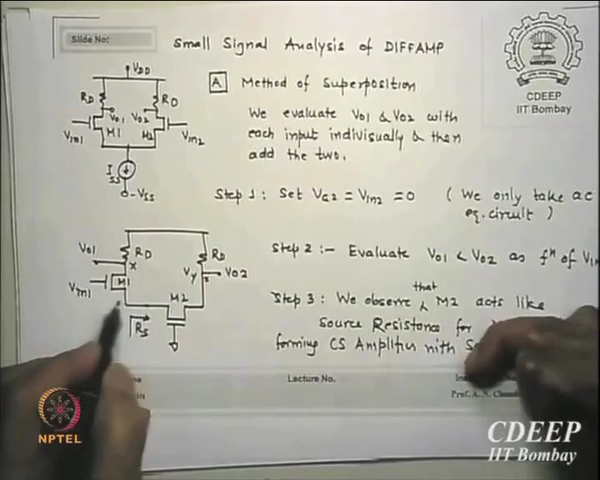 Slide No:
Small Signal Analysis of DIFFAMP
A Method of Superposition
We evaluate Vo1 & Vo2 with
each input indivisually & then
add the two.
VDD
RD
RD
Vo1
Vo2
Vin1
M1
M2
Vin2
ISS
-VSS
Step 1: Set VG2 = Vin2 = 0 (We only take ac
eq. circuit)
Step 2:- Evaluate Vo1 & Vo2 as fn of Vin
Step 3: We observe that M2 acts like
Source Resistance for
forming CS Amplifier with
Vo1
RD
X
Vin1
M1
RD
Vy
Vo2
M2
RS
Lecture No.
Prof. A. N.
CDEEP
IIT Bombay
NPTEL
CDEEP
IIT Bombay